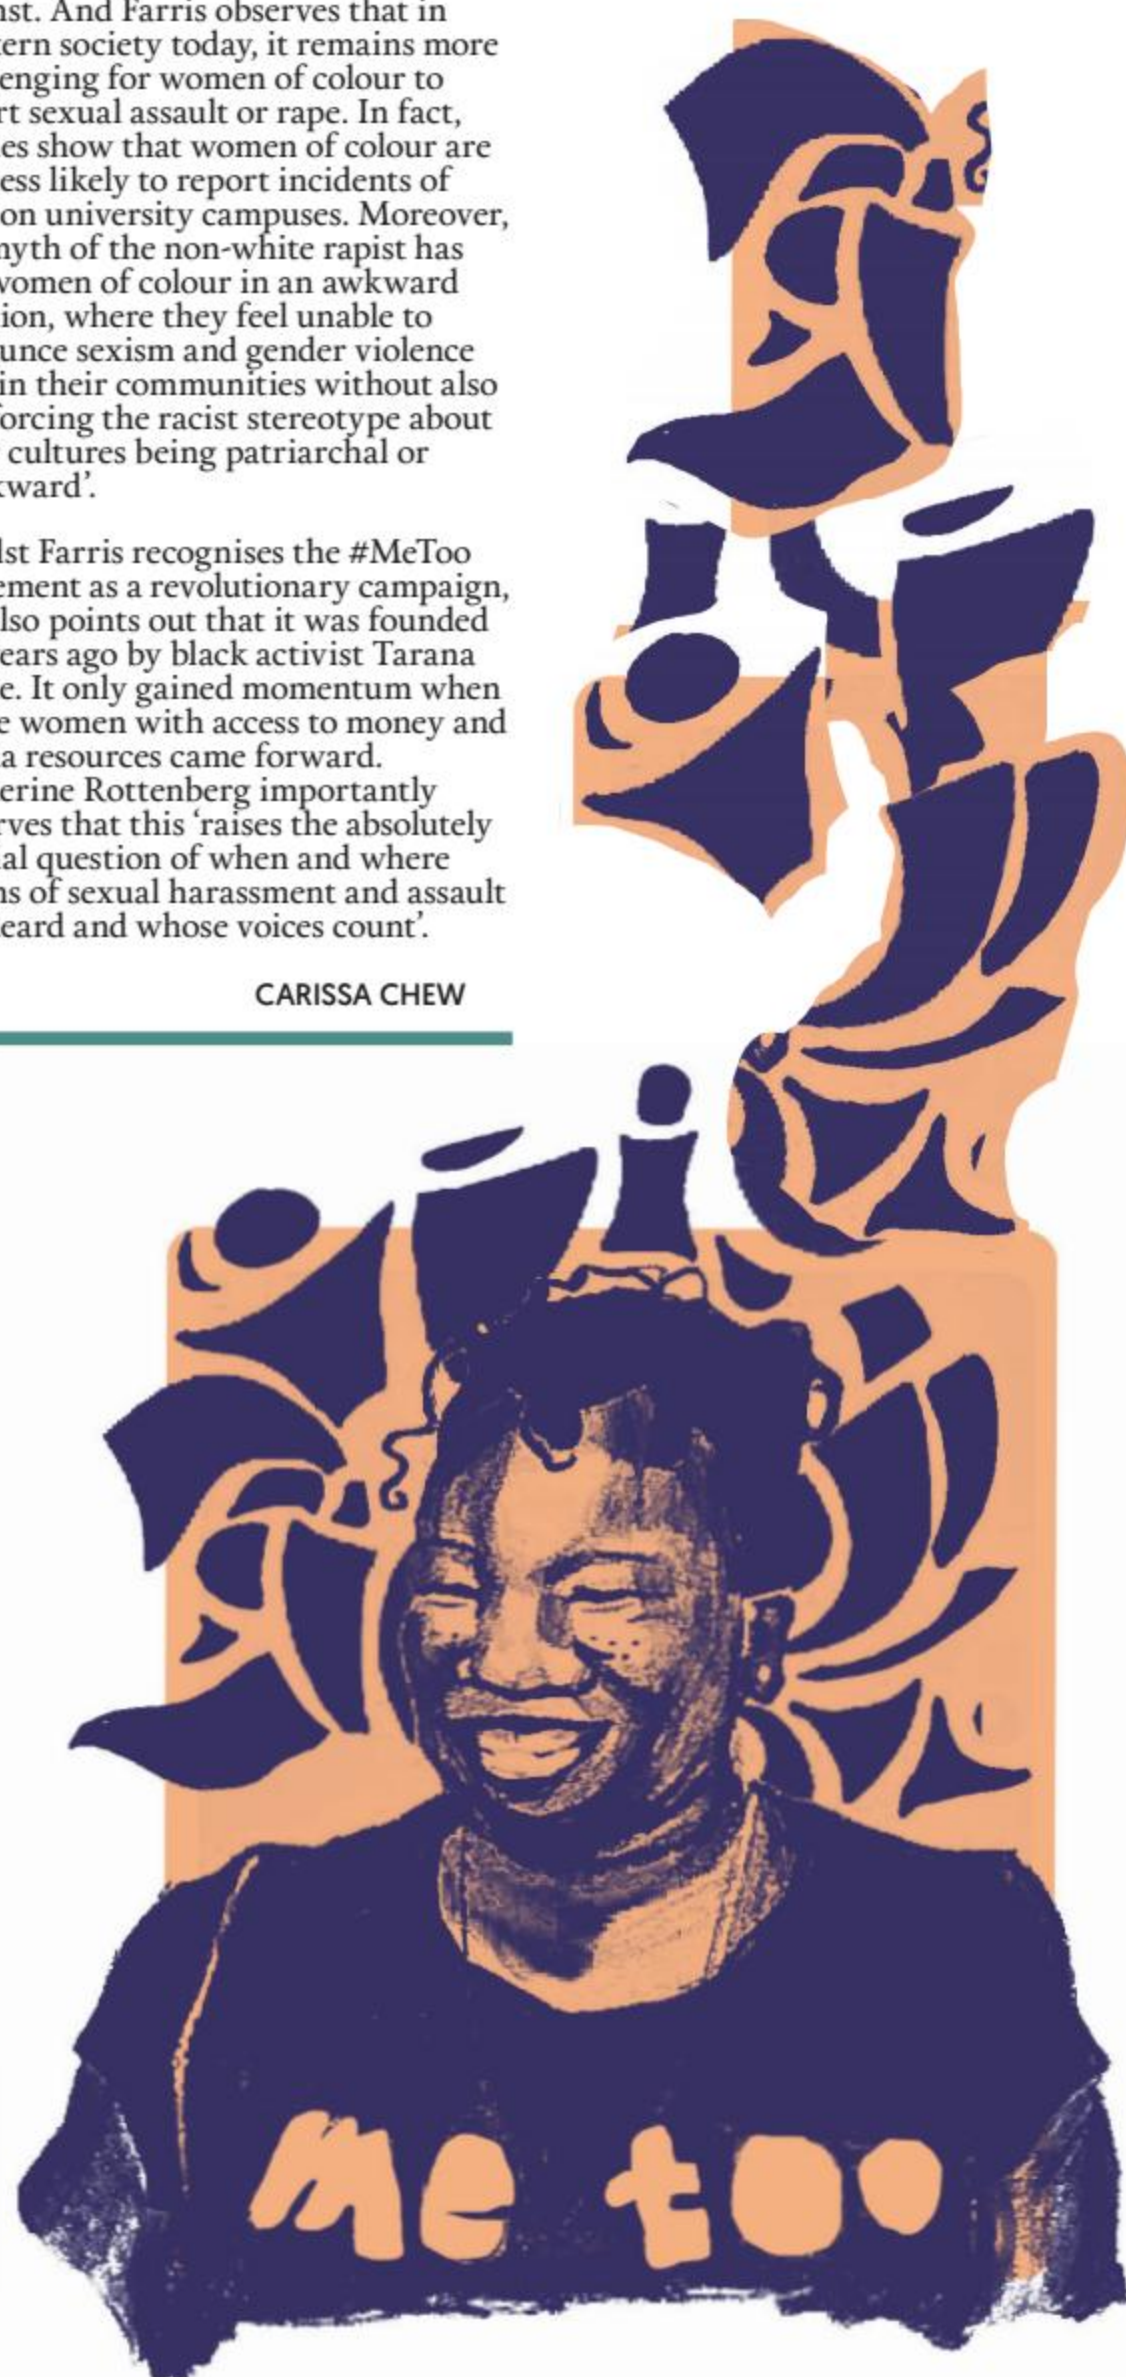 nst. And Farris observes that in
tern society today, it remains more
enging for women of colour to
rt sexual assault or rape. In fact,
es show that women of colour are
ess likely to report incidents of
on university campuses. Moreover,
nyth of the non-white rapist has
women of colour in an awkward
ion, where they feel unable to
unce sexism and gender violence
in their communities without also
forcing the racist stereotype about
cultures being patriarchal or
kward’.
lst Farris recognises the #MeToo
ement as a revolutionary campaign,
lso points out that it was founded
ears ago by black activist Tarana
e. It only gained momentum when
e women with access to money and
a resources came forward.
erine Rottenberg importantly
rves that this ‘raises the absolutely
ial question of when and where
ns of sexual harassment and assault
eard and whose voices count’.
CARISSA CHEW
me too